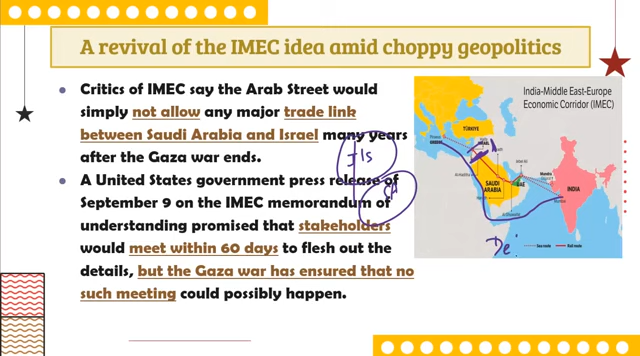 A revival of the IMEC idea amid choppy geopolitics
Critics of IMEC say the Arab Street would
simply not allow any major trade link
between Saudi Arabia and Israel many years
after the Gaza war ends.
A United States government press release of
September 9 on the IMEC memorandum of
understanding promised that stakeholders
would meet within 60 days to flesh out the
details, but the Gaza war has ensured that no
such meeting could possibly happen.
India-Middle East-Europe
Economic Corridor (IMEC)
TÜRKIYE
GREECE
ISRAEL
SAUDI
ARABIA
UAE
Mundra
INDIA
Mumbai
De
Sea route
Rail route